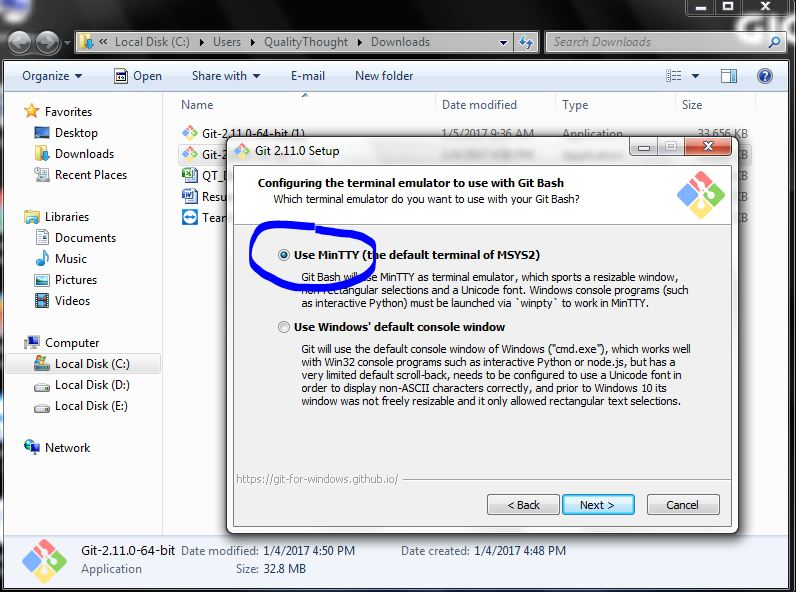 GIT
« Local Disk (C:) ▸ Users ▸ QualityThought ▸ Downloads
Search Downloads
Organize Open Share with E-mail New folder
Name Date modified Type Size
Favorites
Desktop
Downloads
Recent Places
Libraries
Documents
Music
Pictures
Videos
Computer
Local Disk (C:)
Local Disk (D:)
Local Disk (E:)
Network
Git-2.11.0-64-bit (1) 1/5/2017 9:36 AM Application 33,656 KB
Git-2
KB
QT_D
KB
Resu
KB
Team
KB
Git 2.11.0 Setup
Configuring the terminal emulator to use with Git Bash
Which terminal emulator do you want to use with your Git Bash?
Use MinTTY (the default terminal of MSYS2)
Git Bash will use MinTTY as terminal emulator, which sports a resizable window,
non-rectangular selections and a Unicode font. Windows console programs (such
as interactive Python) must be launched via `winpty` to work in MinTTY.
Use Windows' default console window
Git will use the default console window of Windows ("cmd.exe"), which works well
with Win32 console programs such as interactive Python or node.js, but has a
very limited default scroll-back, needs to be configured to use a Unicode font in
order to display non-ASCII characters correctly, and prior to Windows 10 its
window was not freely resizable and it only allowed rectangular text selections.
https://git-for-windows.github.io/
< Back Next > Cancel
Git-2.11.0-64-bit Date modified: 1/4/2017 4:50 PM Date created: 1/4/2017 4:48 PM
Application Size: 32.8 MB